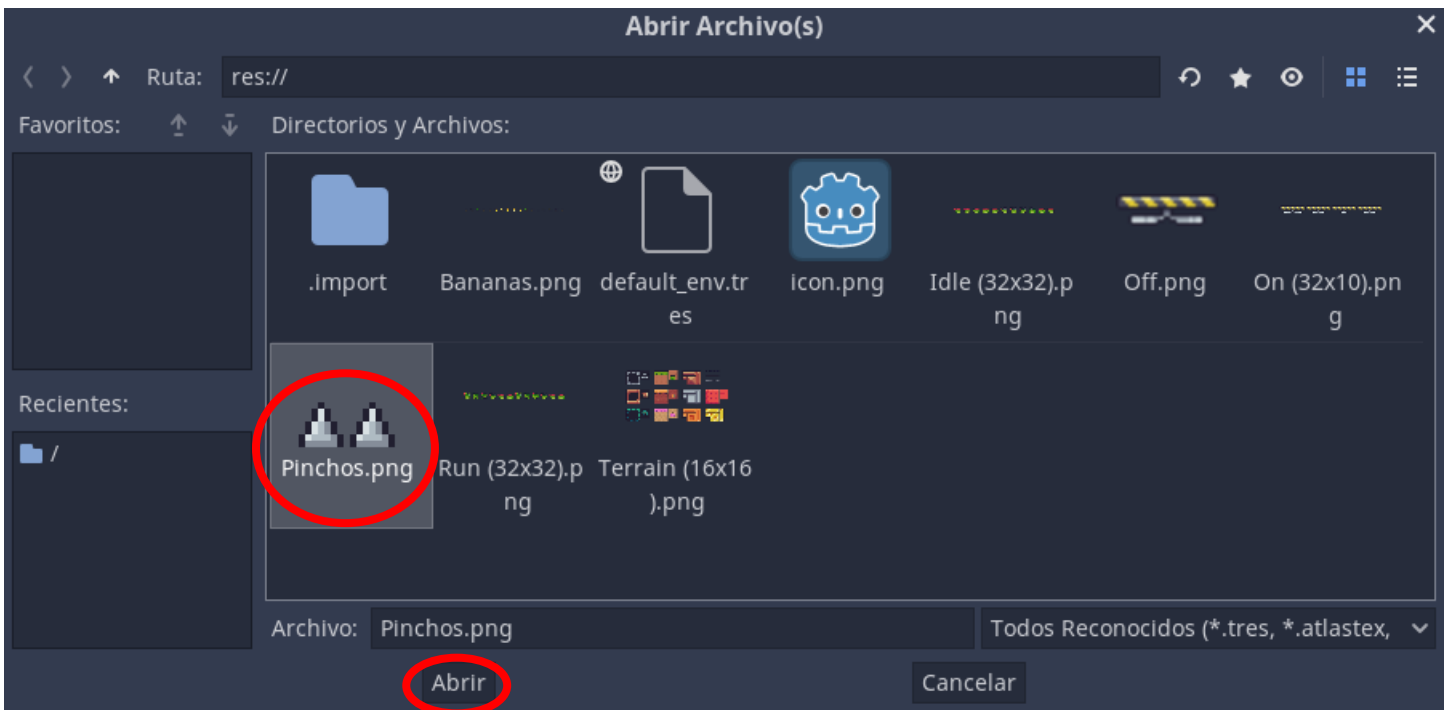 Abrir Archivo(s)
Ruta: res://
Favoritos:
Directorios y Archivos:
.import
Bananas.png
default_env.tr
es
icon.png
Idle (32x32).p
ng
Off.png
On (32x10).pn
g
Recientes:
/
Pinchos.png
Run (32x32).p
ng
Terrain (16x16
).png
Archivo: Pinchos.png
Todos Reconocidos (*.tres, *.atlastex,
Abrir
Cancelar